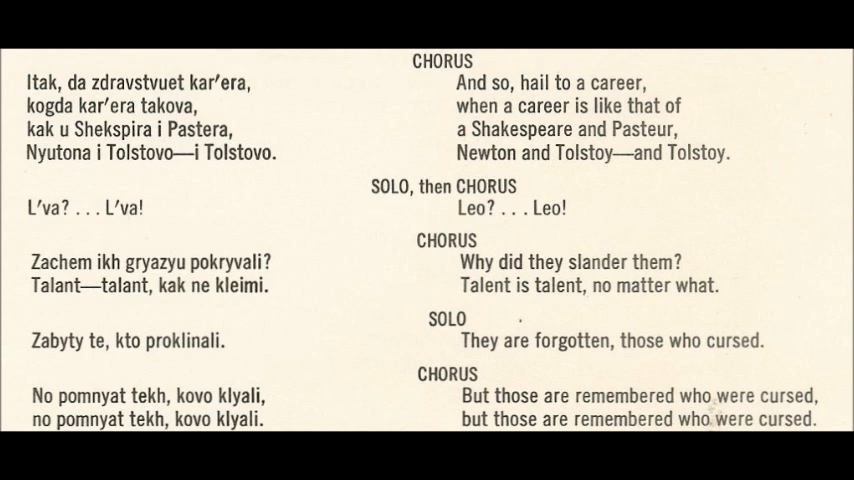 CHORUS
Itak, da zdravstvuet kar′era, And so, hail to a career,
kogda kar′era takova, when a career is like that of
kak u Shekspira i Pastera, a Shakespeare and Pasteur,
Nyutona i Tolstovo—i Tolstovo. Newton and Tolstoy—and Tolstoy.
SOLO, then CHORUS
L′va? . . . L′va! Leo? . . . Leo!
CHORUS
Zachem ikh gryazyu pokryvali? Why did they slander them?
Talant—talant, kak ne kleimi. Talent is talent, no matter what.
SOLO
Zabyty te, kto proklinali. They are forgotten, those who cursed.
CHORUS
No pomnyat tekh, kovo klyali, But those are remembered who were cursed,
no pomnyat tekh, kovo klyali. but those are remembered who were cursed.